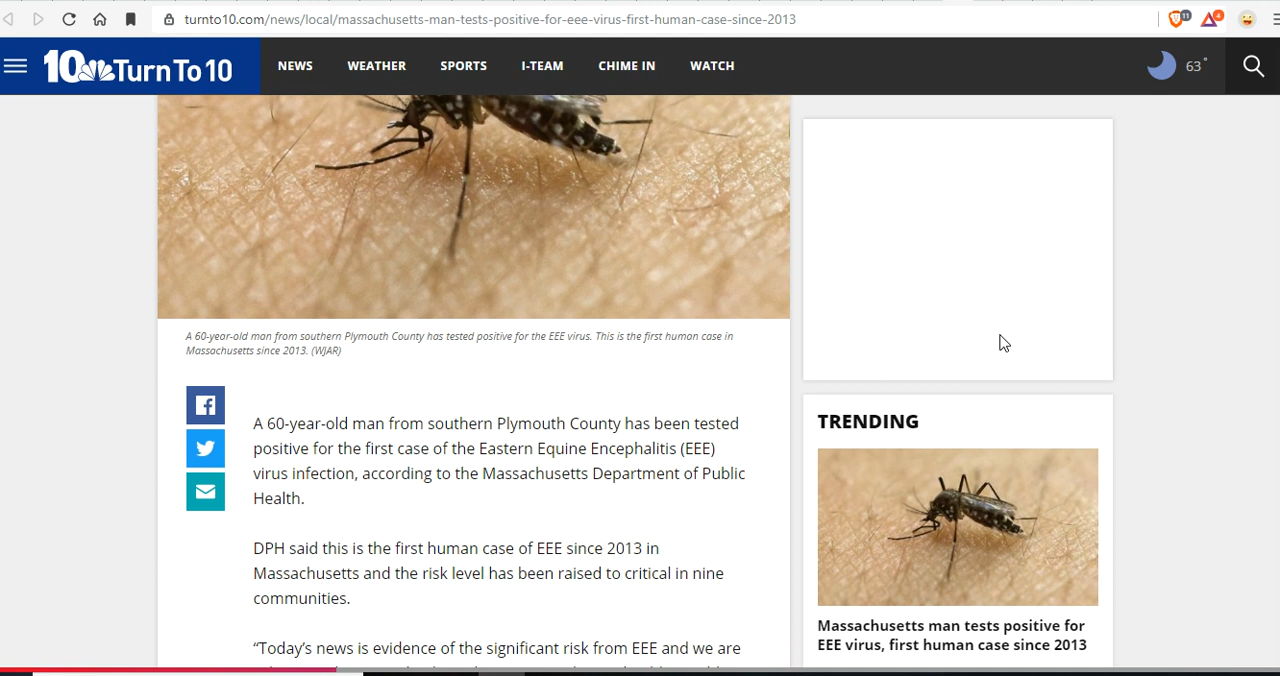 turnto10.com/news/local/massachusetts-man-tests-positive-for-eee-virus-first-human-case-since-2013
11
4
10 Turn To 10
NEWS
WEATHER
SPORTS
I-TEAM
CHIME IN
WATCH
63°
A 60-year-old man from southern Plymouth County has tested positive for the EEE virus. This is the first human case in
Massachusetts since 2013. (WJAR)
A 60-year-old man from southern Plymouth County has been tested
positive for the first case of the Eastern Equine Encephalitis (EEE)
virus infection, according to the Massachusetts Department of Public
Health.
DPH said this is the first human case of EEE since 2013 in
Massachusetts and the risk level has been raised to critical in nine
communities.
“Today’s news is evidence of the significant risk from EEE and we are
TRENDING
Massachusetts man tests positive for
EEE virus, first human case since 2013